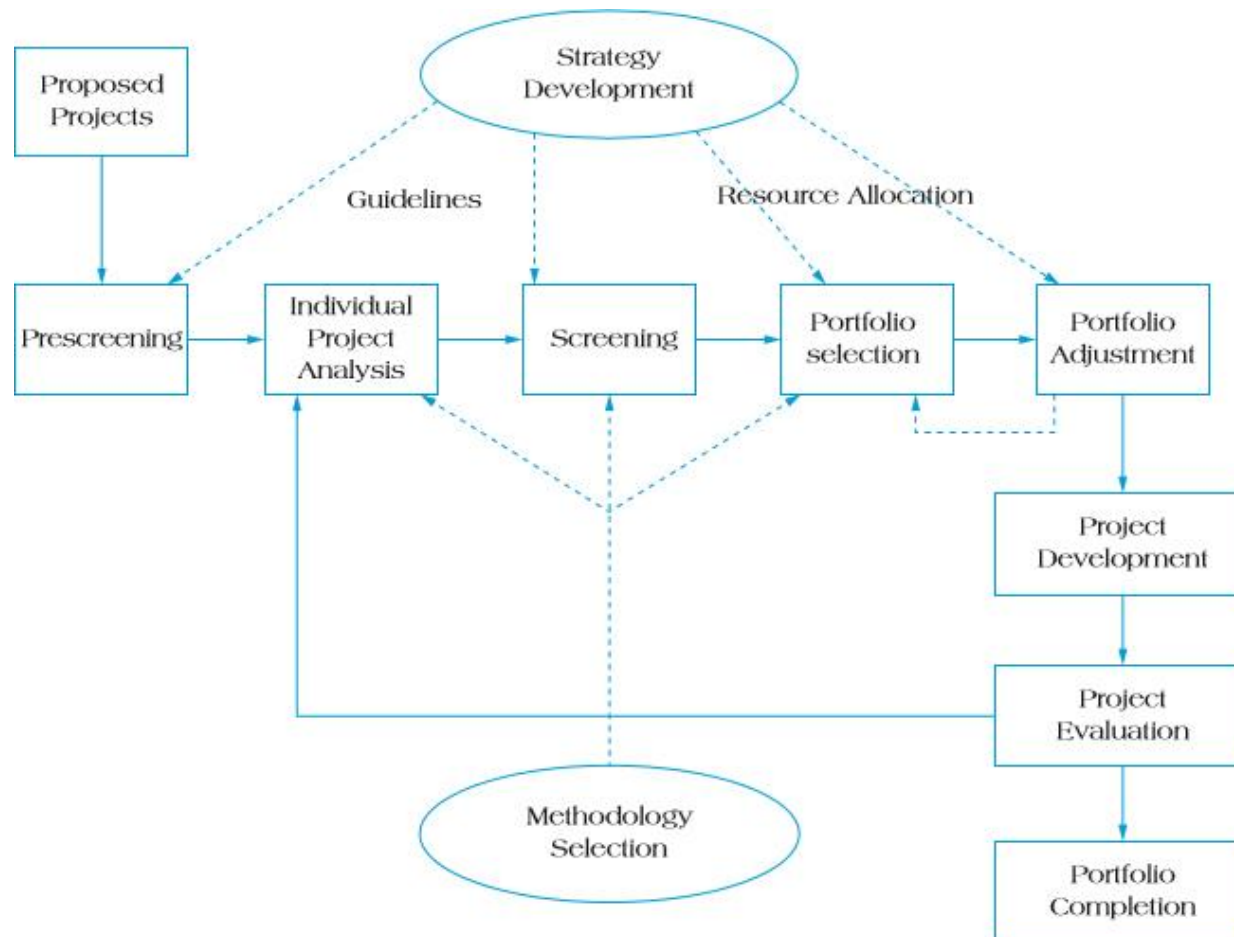 Proposed
Projects
Strategy
Development
Guidelines
Resource Allocation
Prescreening
Individual
Project
Analysis
Screening
Portfolio
selection
Portfolio
Adjustment
Project
Development
Project
Evaluation
Methodology
Selection
Portfolio
Completion